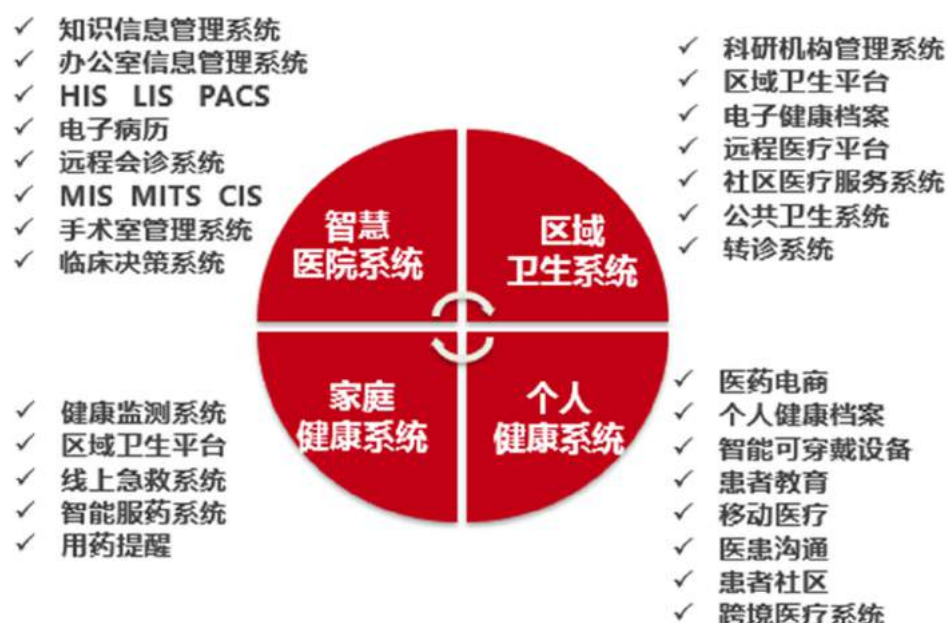 ✓ 知识信息管理系统
✓ 办公室信息管理系统
✓ HIS LIS PACS
✓ 电子病历
✓ 远程会诊系统
✓ MIS MITS CIS
✓ 手术室管理系统
✓ 临床决策系统
✓ 科研机构管理系统
✓ 区域卫生平台
✓ 电子健康档案
✓ 远程医疗平台
✓ 社区医疗服务系统
✓ 公共卫生系统
✓ 转诊系统
智慧
医院系统
区域
卫生系统
家庭
健康系统
个人
健康系统
✓ 健康监测系统
✓ 区域卫生平台
✓ 线上急救系统
✓ 智能服药系统
✓ 用药提醒
✓ 医药电商
✓ 个人健康档案
✓ 智能可穿戴设备
✓ 患者教育
✓ 移动医疗
✓ 医患沟通
✓ 患者社区
✓ 跨境医疗系统